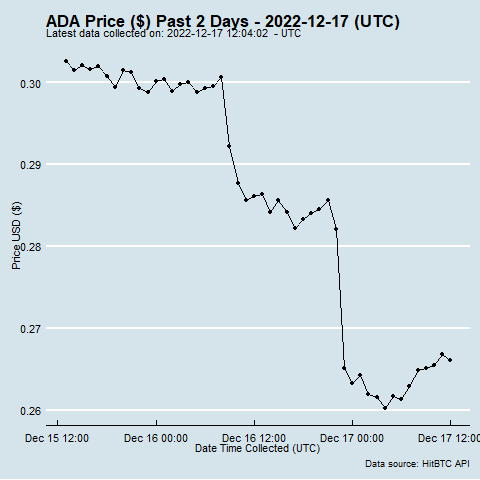 ADA Price ($) Past 2 Days - 2022-12-17 (UTC)
Latest data collected on: 2022-12-17 12:04:02 - UTC
0.30
0.29
0.28
0.27
0.26
Price USD ($)
Dec 15 12:00 Dec 16 00:00 Dec 16 12:00 Dec 17 00:00 Dec 17 12:00
Date Time Collected (UTC)
Data source: HitBTC API